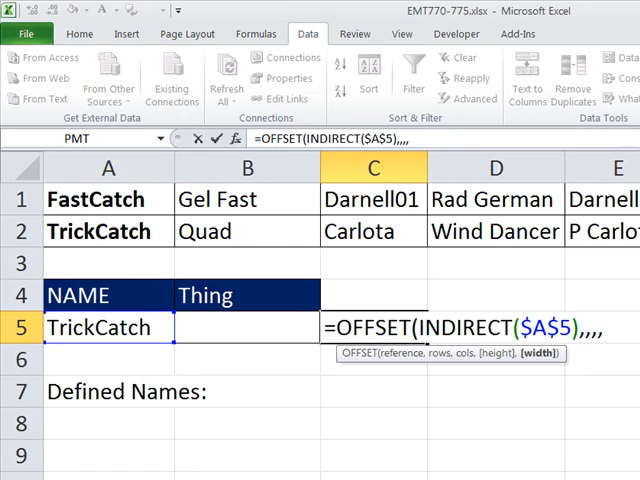 EMT770-775.xlsx - Microsoft Excel
File Home Insert Page Layout Formulas Data Review View Developer Add-Ins
From Access
From Web
From Text
From Other Sources
Existing Connections
Get External Data
Refresh All
Connections
Properties
Edit Links
Connections
Sort
Filter
Clear
Reapply
Advanced
Sort & Filter
Text to Columns
Remove Duplicates
Data Tools
PMT fx =OFFSET(INDIRECT($A$5),,,,
A B C D E
1 FastCatch Gel Fast Darnell01 Rad German Darnell
2 TrickCatch Quad Carlota Wind Dancer P Carlo
3
4 NAME Thing
5 TrickCatch =OFFSET(INDIRECT($A$5),,,,
OFFSET(reference, rows, cols, [height], [width])
6
7 Defined Names:
8
9